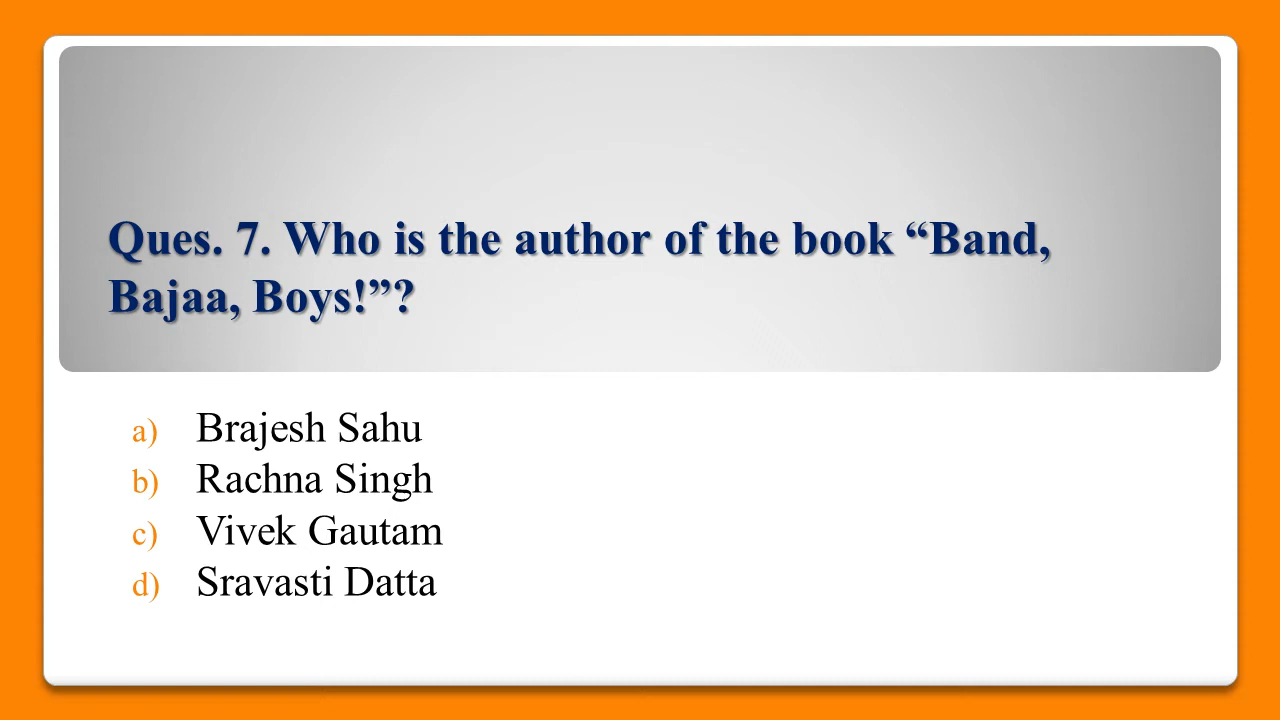 Ques. 7. Who is the author of the book “Band,
Bajaa, Boys!”?
a) Brajesh Sahu
b) Rachna Singh
c) Vivek Gautam
d) Sravasti Datta